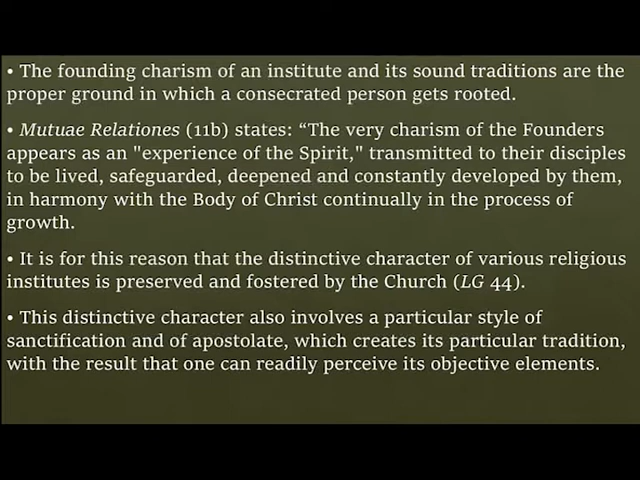 • The founding charism of an institute and its sound traditions are the
proper ground in which a consecrated person gets rooted.
• Mutuae Relationes (11b) states: “The very charism of the Founders
appears as an "experience of the Spirit," transmitted to their disciples
to be lived, safeguarded, deepened and constantly developed by them,
in harmony with the Body of Christ continually in the process of
growth.
• It is for this reason that the distinctive character of various religious
institutes is preserved and fostered by the Church (LG 44).
• This distinctive character also involves a particular style of
sanctification and of apostolate, which creates its particular tradition,
with the result that one can readily perceive its objective elements.